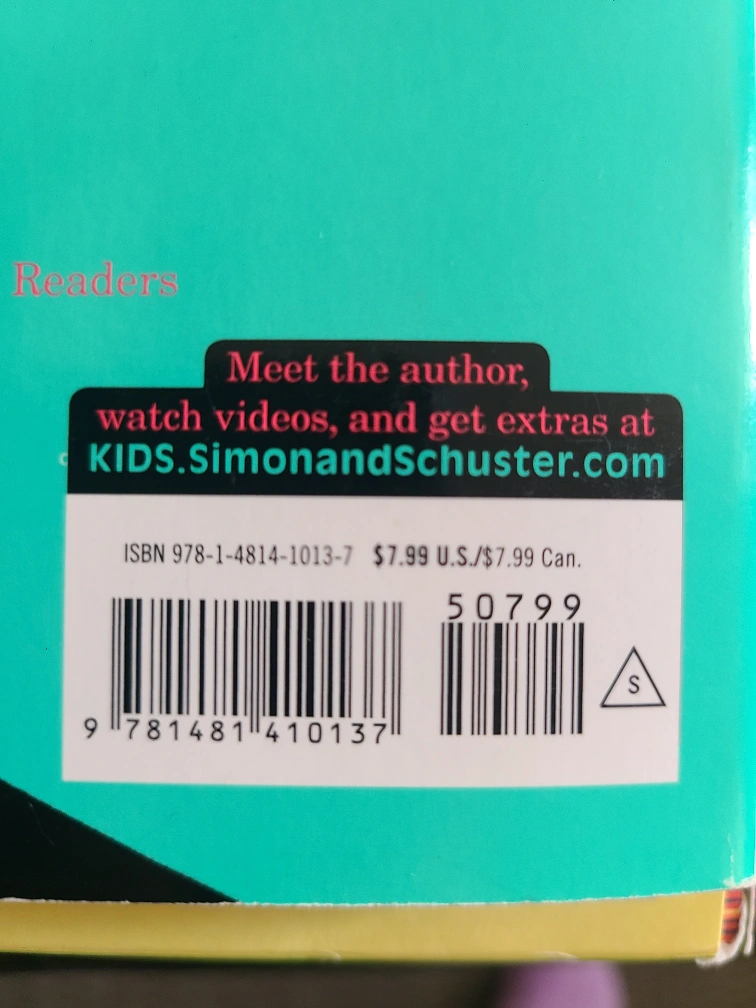 Readers
Meet the author,
watch videos, and get extras at
KIDS.SimonandSchuster.com
ISBN 978-1-4814-1013-7 $7.99 U.S./$7.99 Can.
50799
S
9 781481 410137